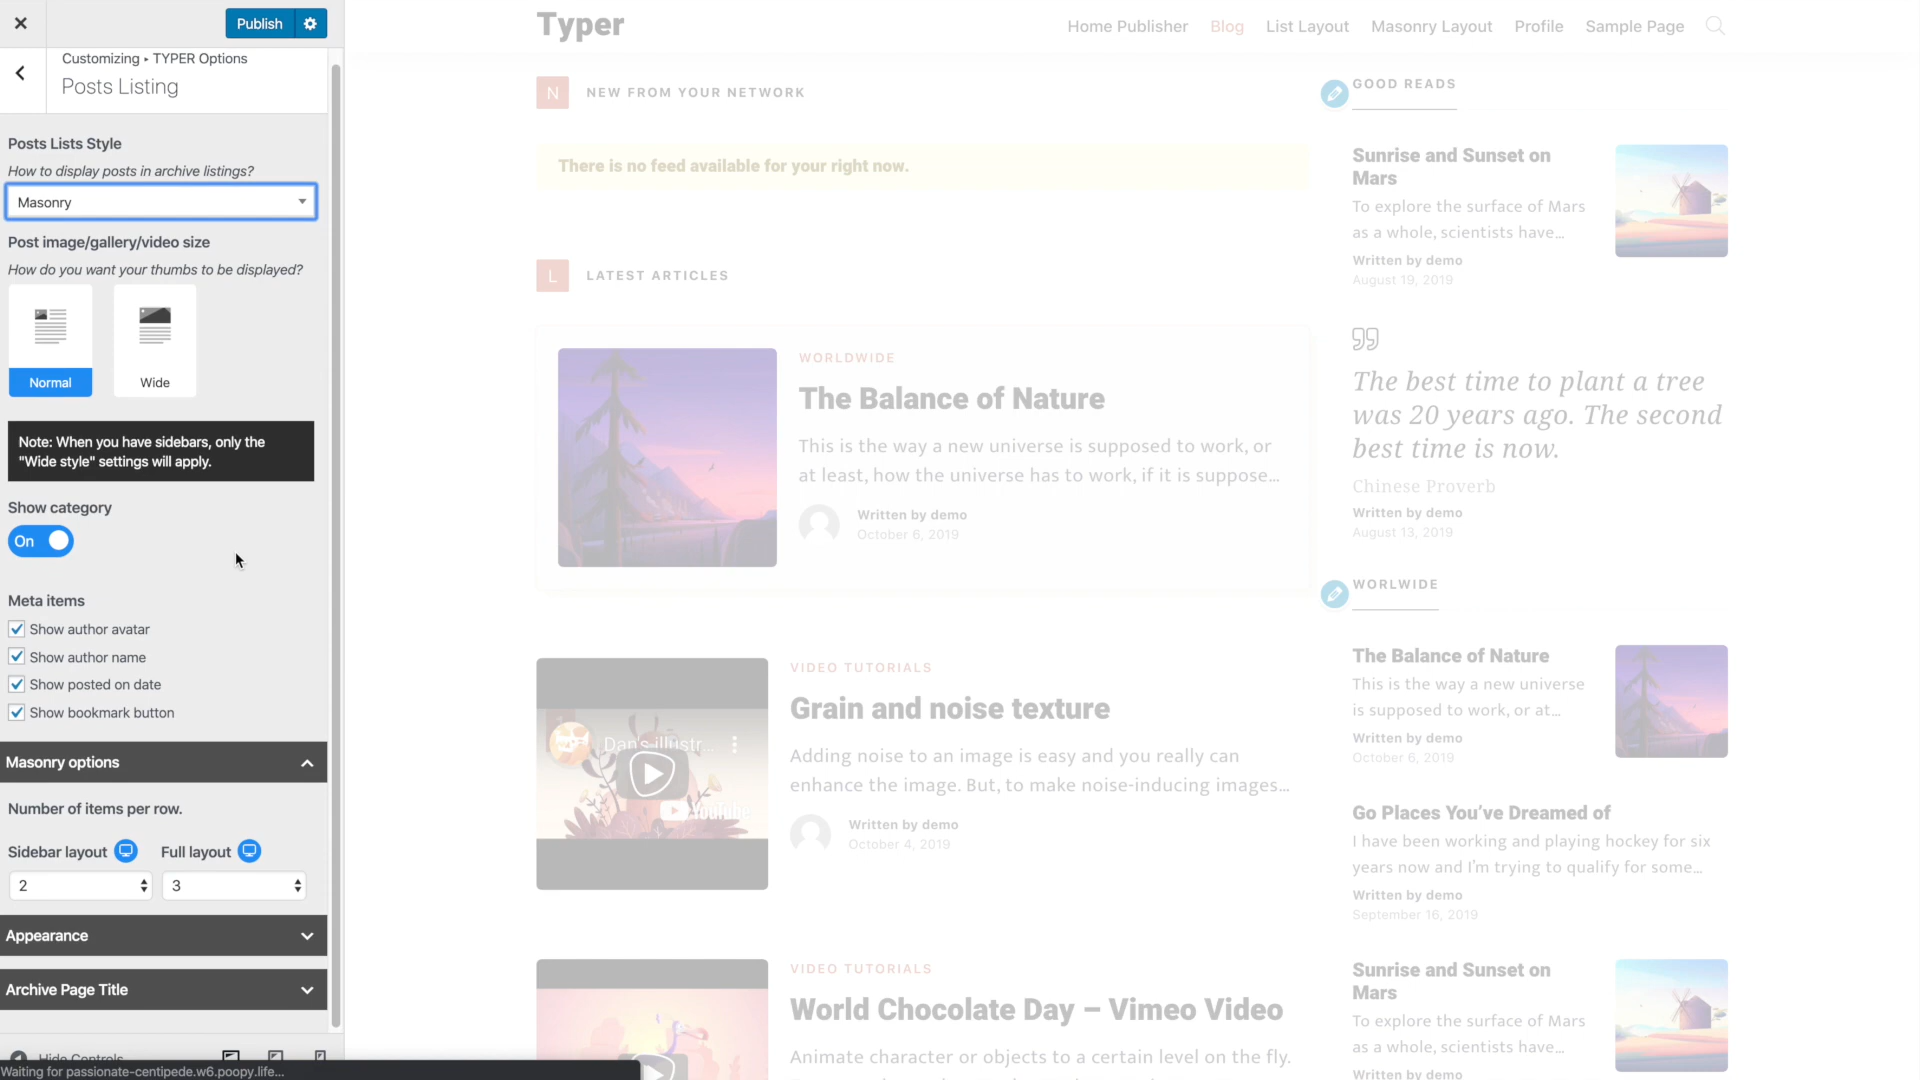 Publish
Customizing ▸ TYPER Options
Posts Listing
Posts Lists Style
How to display posts in archive listings?
Masonry
Post image/gallery/video size
How do you want your thumbs to be displayed?
Normal
Wide
Note: When you have sidebars, only the
"Wide style" settings will apply.
Show category
On
Meta items
Show author avatar
Show author name
Show posted on date
Show bookmark button
Masonry options
Number of items per row.
Sidebar layout
Full layout
2
3
Appearance
Archive Page Title
Hide Controls
Waiting for passionate-centipede.w6.poopy.life...
Typer
Home Publisher
Blog
List Layout
Masonry Layout
Profile
Sample Page
N
NEW FROM YOUR NETWORK
There is no feed available for your right now.
L
LATEST ARTICLES
WORLDWIDE
The Balance of Nature
This is the way a new universe is supposed to work, or
at least, how the universe has to work, if it is suppose...
Written by demo
October 6, 2019
VIDEO TUTORIALS
Grain and noise texture
Adding noise to an image is easy and you really can
enhance the image. But, to make noise-inducing images...
Written by demo
October 4, 2019
Dan's illustr...
YouTube
VIDEO TUTORIALS
World Chocolate Day – Vimeo Video
Animate character or objects to a certain level on the fly.
GOOD READS
Sunrise and Sunset on
Mars
To explore the surface of Mars
as a whole, scientists have...
Written by demo
August 19, 2019
The best time to plant a tree
was 20 years ago. The second
best time is now.
Chinese Proverb
Written by demo
August 13, 2019
WORLWIDE
The Balance of Nature
This is the way a new universe
is supposed to work, or at...
Written by demo
October 6, 2019
Go Places You've Dreamed of
I have been working and playing hockey for six
years now and I'm trying to qualify for some...
Written by demo
September 16, 2019
Sunrise and Sunset on
Mars
To explore the surface of Mars
as a whole, scientists have...
Written by demo